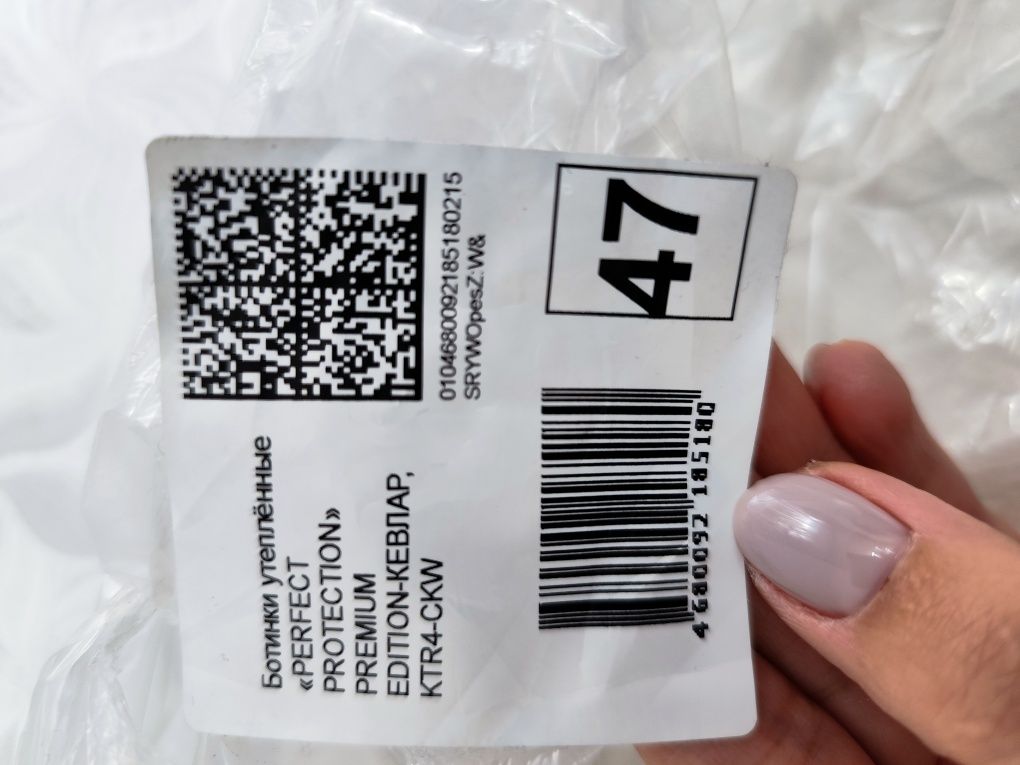 Ботинки утеплённые
«PERFECT
PROTECTION»
PREMIUM
EDITION-КЕВЛАР,
KTR4-CKW
0104680092185180215
SRYWOpesZ:W&
4 680092 185180
47